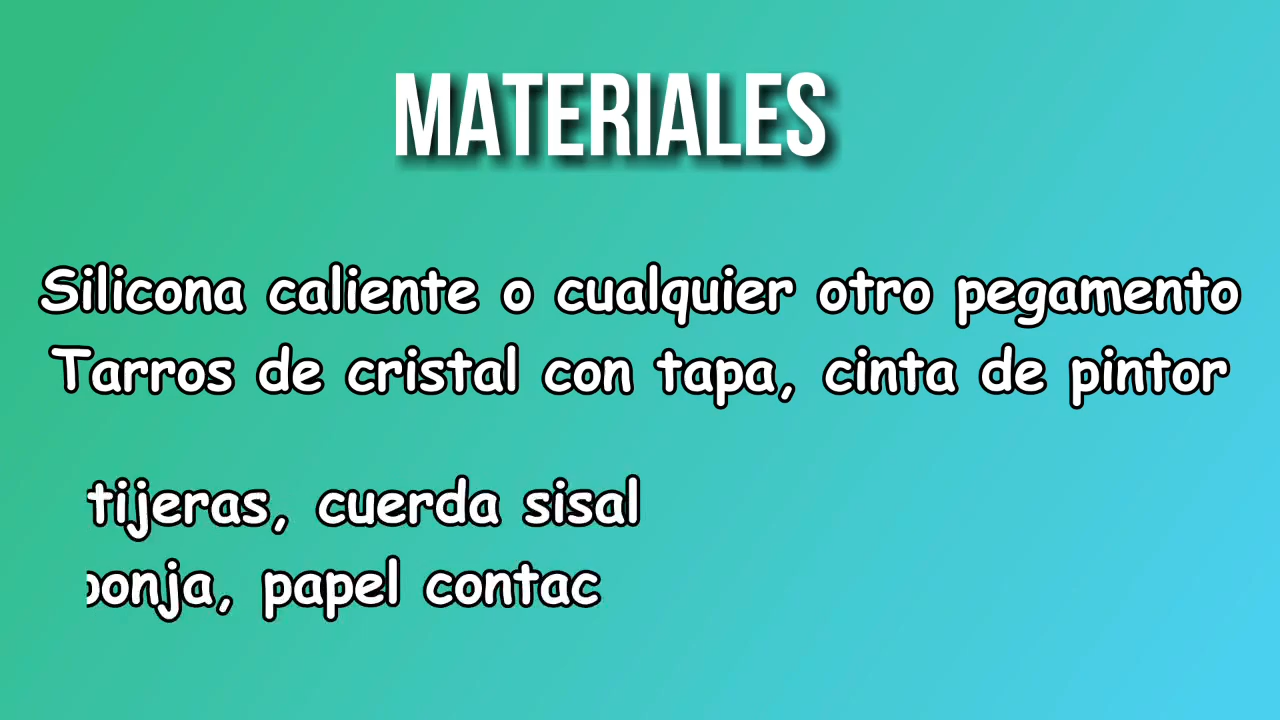 MATERIALES
Silicona caliente o cualquier otro pegamento
Tarros de cristal con tapa, cinta de pintor
tijeras, cuerda sisal
papel contac